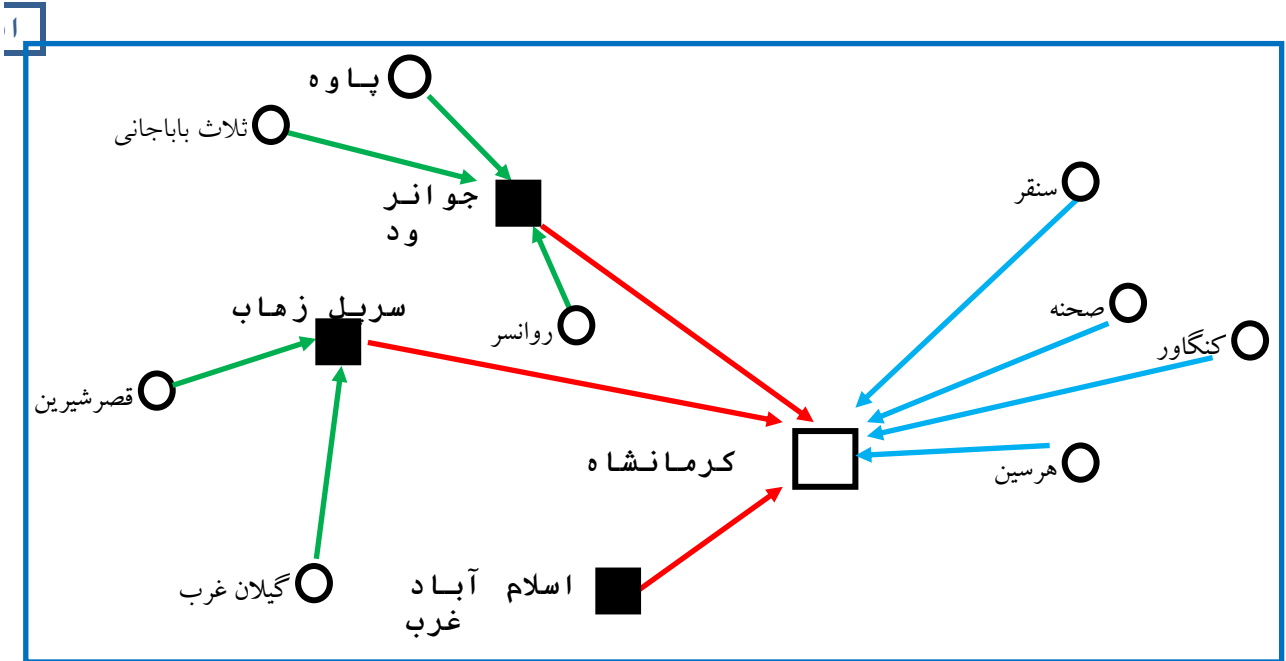 پاوه
ثلاث باباجانی
جوانر
ود
سنقر
صحنه
کنگاور
سرپل زهاب
روانسر
قصرشیرین
کرمانشاه
هرسین
گیلان غرب
اسلام آباد
غرب